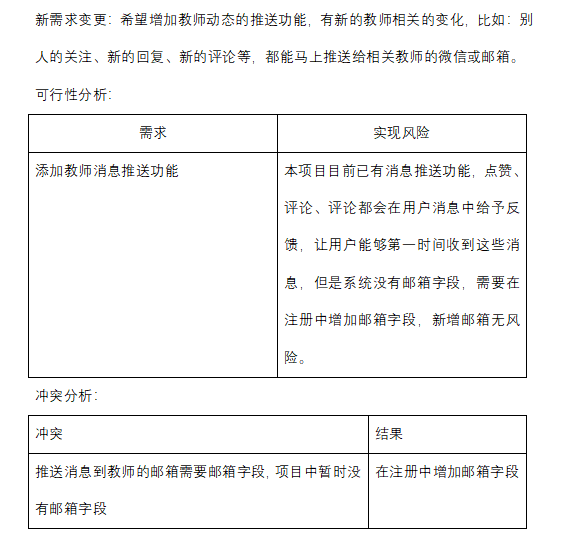 新需求变更：希望增加教师动态的推送功能，有新的教师相关的变化，比如：别
人的关注、新的回复、新的评论等，都能马上推送给相关教师的微信或邮箱。
可行性分析：
需求
实现风险
添加教师消息推送功能
本项目目前已有消息推送功能，点赞、
评论、评论都会在用户消息中给予反
馈，让用户能够第一时间收到这些消
息，但是系统没有邮箱字段，需要在
注册中增加邮箱字段，新增邮箱无风
险。
冲突分析：
冲突
结果
推送消息到教师的邮箱需要邮箱字段，项目中暂时没
有邮箱字段
在注册中增加邮箱字段